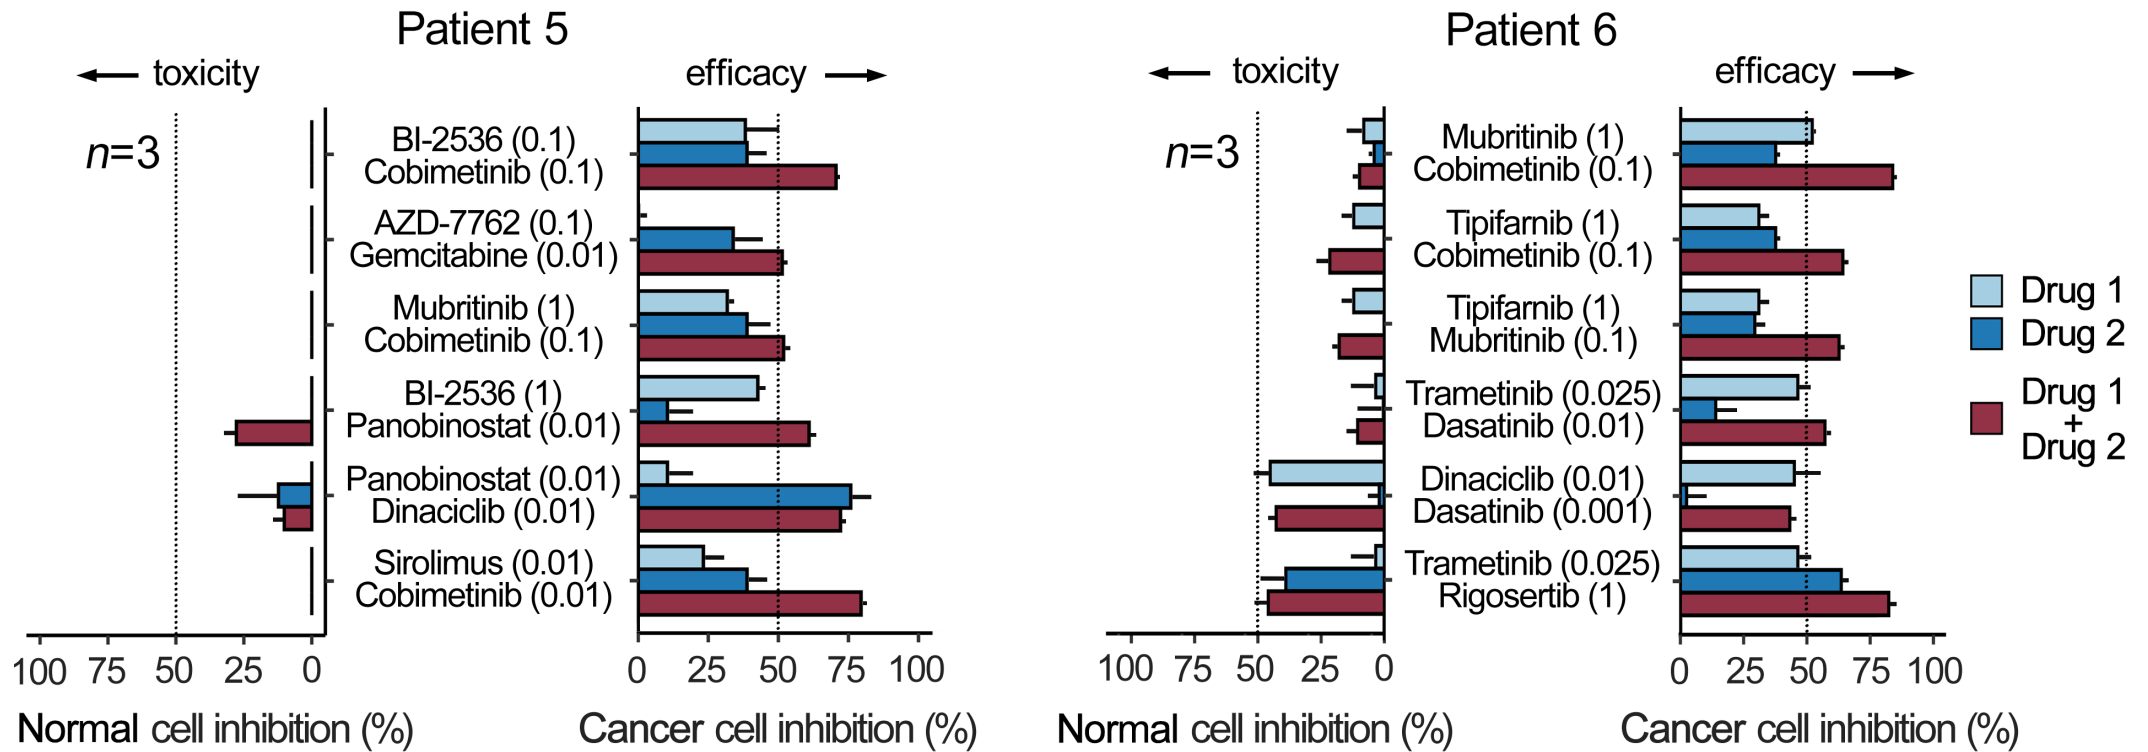 Patient 5
toxicity
efficacy
n=3
BI-2536 (0.1)
Cobimetinib (0.1)
AZD-7762 (0.1)
Gemcitabine (0.01)
Mubritinib (1)
Cobimetinib (0.1)
BI-2536 (1)
Panobinostat (0.01)
Panobinostat (0.01)
Dinaciclib (0.01)
Sirolimus (0.01)
Cobimetinib (0.01)
100 75 50 25 0
0 25 50 75 100
Normal cell inhibition (%)
Cancer cell inhibition (%)
Patient 6
toxicity
efficacy
n=3
Mubritinib (1)
Cobimetinib (0.1)
Tipifarnib (1)
Cobimetinib (0.1)
Tipifarnib (1)
Mubritinib (0.1)
Trametinib (0.025)
Dasatinib (0.01)
Dinaciclib (0.01)
Dasatinib (0.001)
Trametinib (0.025)
Rigosertib (1)
100 75 50 25 0
0 25 50 75 100
Normal cell inhibition (%)
Cancer cell inhibition (%)
Drug 1
Drug 2
Drug 1
+
Drug 2